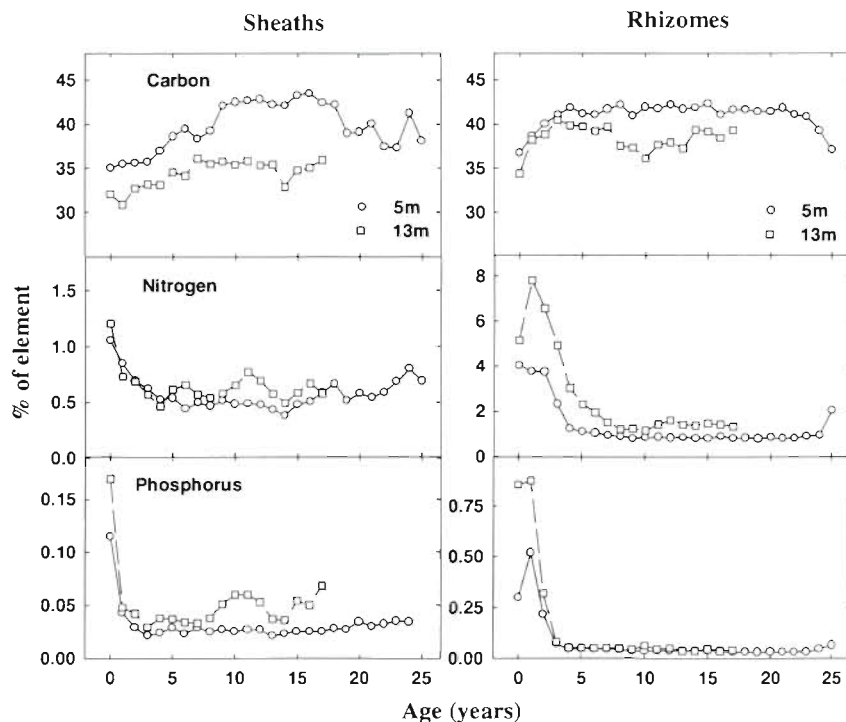 Sheaths
Rhizomes
Carbon
45
40
35
30
5m
13m
45
40
35
30
5m
13m
Nitrogen
1.5
1.0
0.5
0.0
8
6
4
2
0
% of element
Phosphorus
0.15
0.10
0.05
0.00
0.75
0.50
0.25
0.00
0 5 10 15 20 25
0 5 10 15 20 25
Age (years)